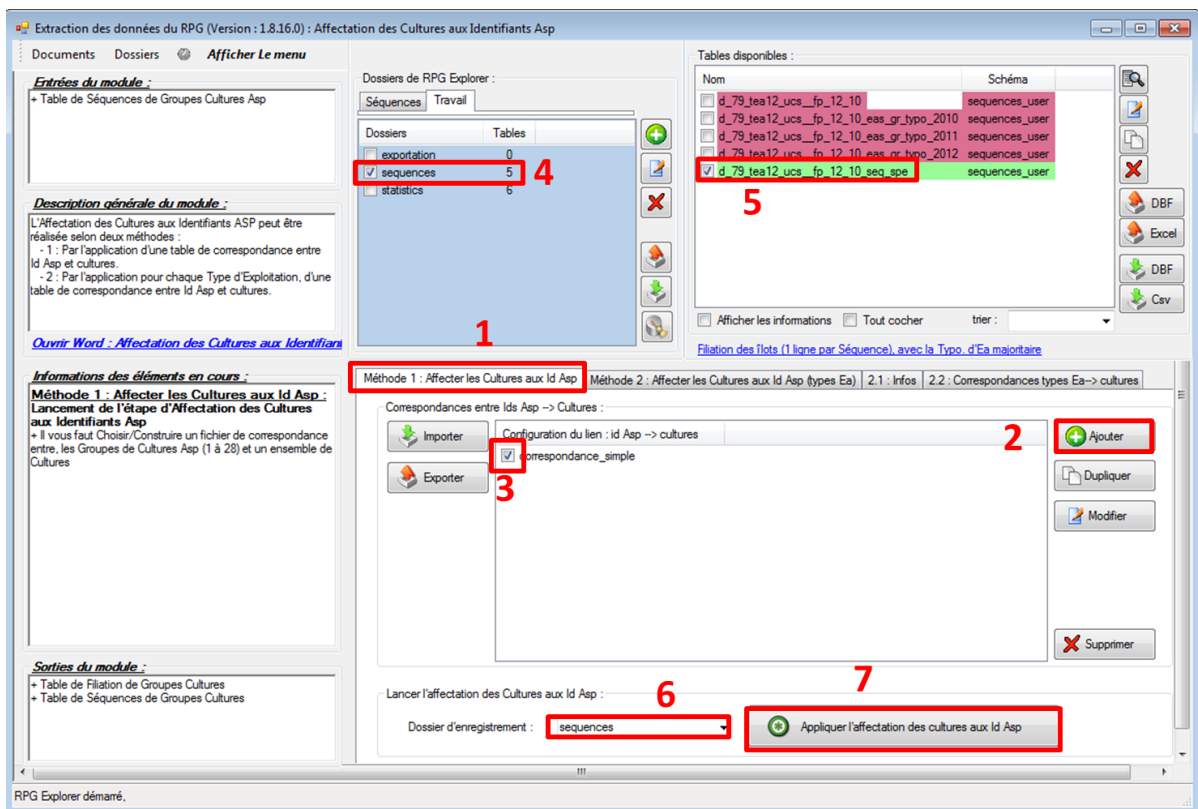 Extraction des données du RPG (Version : 1.8.16.0) : Affectation des Cultures aux Identifiants Asp
Documents Dossiers Afficher Le menu
Entrées du module :
+ Table de Séquences de Groupes Cultures Asp
Description générale du module :
L'Affectation des Cultures aux Identifiants ASP peut être
réalisée selon deux méthodes :
- 1 : Par l'application d'une table de correspondance entre
Id Asp et cultures.
- 2 : Par l'application pour chaque Type d'Exploitation, d'une
table de correspondance entre Id Asp et cultures.
Ouvrir Word : Affectation des Cultures aux Identifiant
Informations des éléments en cours :
Méthode 1 : Affecter les Cultures aux Id Asp :
Lancement de l'étape d'Affectation des Cultures
aux Identifiants Asp
+ Il vous faut Choisir/Construire un fichier de correspondance
entre, les Groupes de Cultures Asp (1 à 28) et un ensemble de
Cultures
Sorties du module :
+ Table de Filiation de Groupes Cultures
+ Table de Séquences de Groupes Cultures
Dossiers de RPG Explorer :
Séquences Travail
Dossiers Tables
exportation 0
sequences 5
4
statistics 6
Tables disponibles :
Nom Schéma
d_79_tea12_ucs__fp_12_10 sequences_user
d_79_tea12_ucs__fp_12_10_eas_gr_typo_2010 sequences_user
d_79_tea12_ucs__fp_12_10_eas_gr_typo_2011 sequences_user
d_79_tea12_ucs__fp_12_10_eas_gr_typo_2012 sequences_user
d_79_tea12_ucs__fp_12_10_seq_spe sequences_user
5
DBF
Excel
DBF
Csv
Afficher les informations Tout cocher trier :
Filiation des îlots (1 ligne par Séquence), avec la Typo. d'Ea majoritaire
1
Méthode 1 : Affecter les Cultures aux Id Asp Méthode 2 : Affecter les Cultures aux Id Asp (types Ea) 2.1 : Infos 2.2 : Correspondances types Ea--> cultures
Correspondances entre Ids Asp --> Cultures :
Importer
Exporter
Configuration du lien : id Asp --> cultures
correspondance_simple
3
2
Ajouter
Dupliquer
Modifier
Supprimer
Lancer l'affectation des Cultures aux Id Asp :
6
7
Dossier d'enregistrement : sequences
Appliquer l'affectation des cultures aux Id Asp
RPG Explorer démarré,